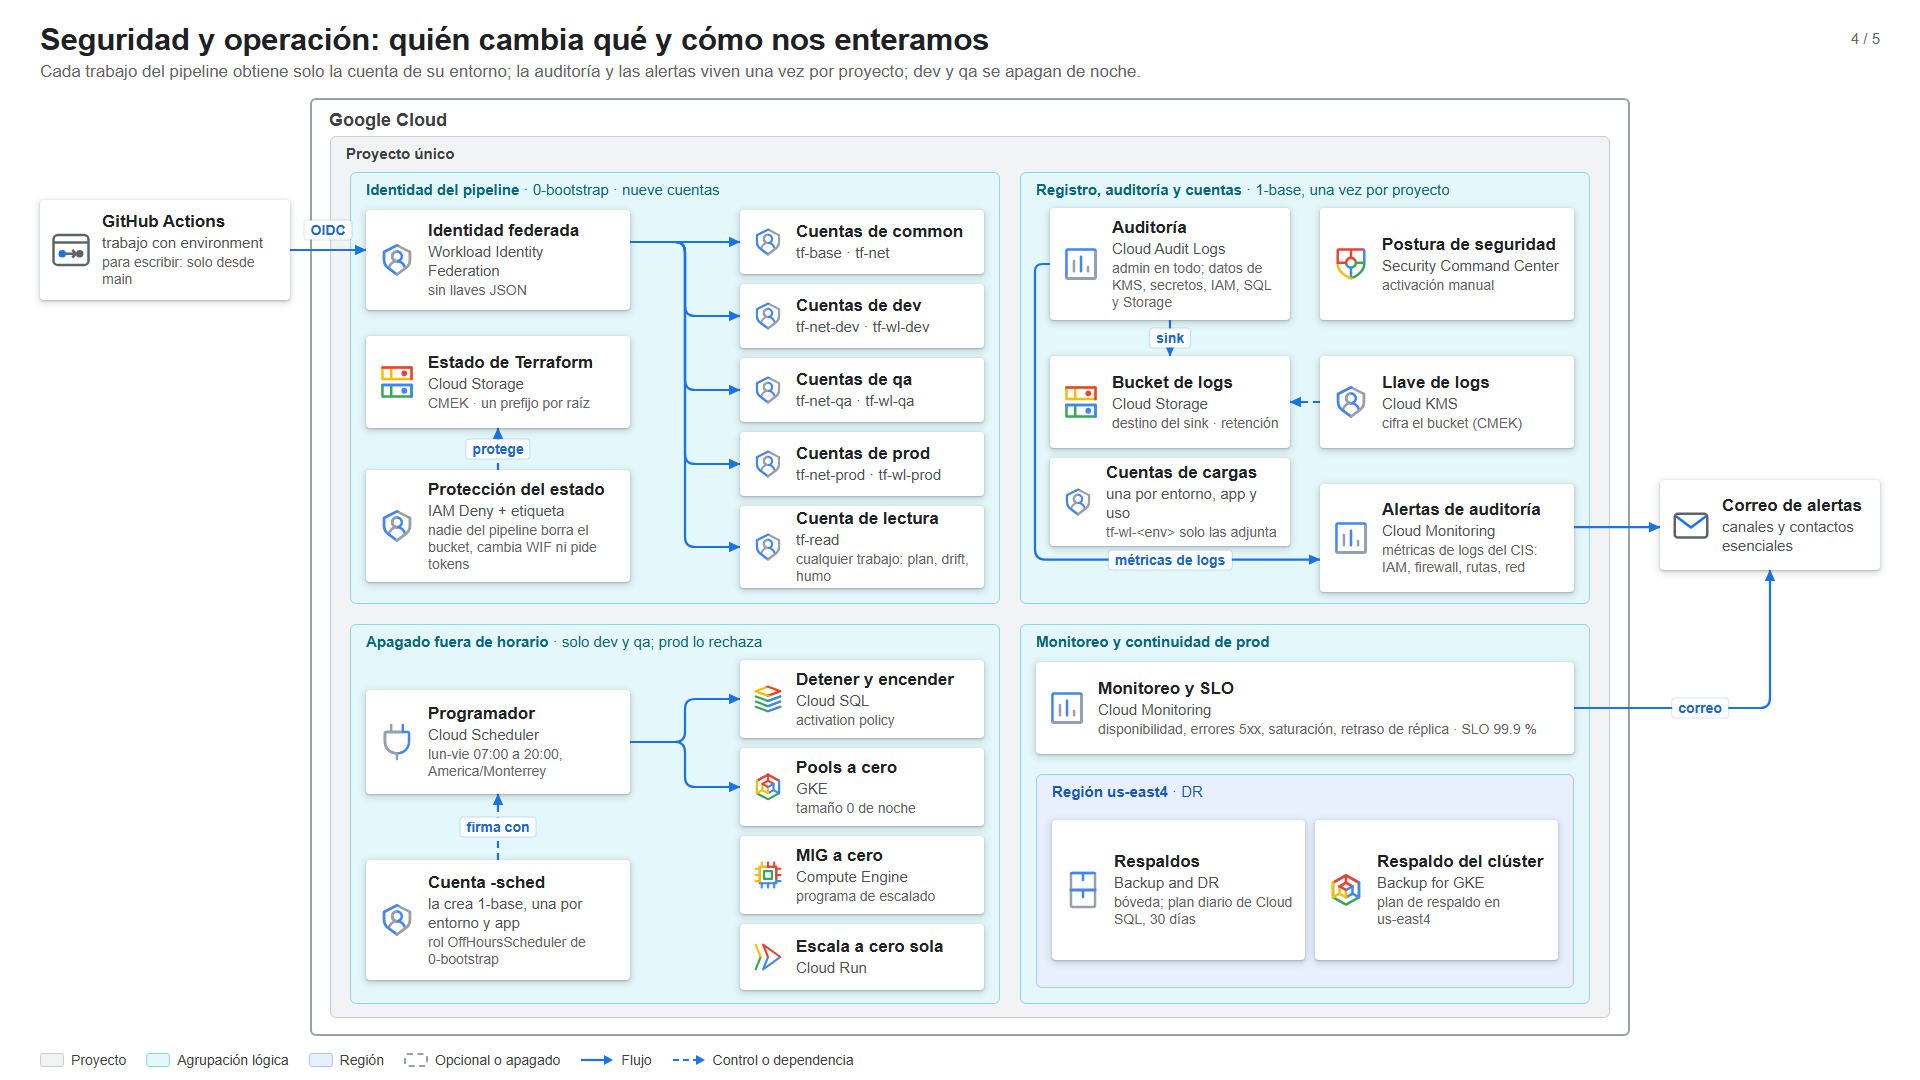 Seguridad y operación: quién cambia qué y cómo nos enteramos
4 / 5
Cada trabajo del pipeline obtiene solo la cuenta de su entorno; la auditoría y las alertas viven una vez por proyecto; dev y qa se apagan de noche.
Google Cloud
Proyecto único
GitHub Actions
trabajo con environment
para escribir: solo desde
main
OIDC
Identidad del pipeline · 0-bootstrap · nueve cuentas
Identidad federada
Workload Identity
Federation
sin llaves JSON
Estado de Terraform
Cloud Storage
CMEK · un prefijo por raíz
protege
Protección del estado
IAM Deny + etiqueta
nadie del pipeline borra el
bucket, cambia WIF ni pide
tokens
Cuentas de common
tf-base · tf-net
Cuentas de dev
tf-net-dev · tf-wl-dev
Cuentas de qa
tf-net-qa · tf-wl-qa
Cuentas de prod
tf-net-prod · tf-wl-prod
Cuenta de lectura
tf-read
cualquier trabajo: plan, drift,
humo
Registro, auditoría y cuentas · 1-base, una vez por proyecto
Auditoría
Cloud Audit Logs
admin en todo; datos de
KMS, secretos, IAM, SQL
y Storage
Postura de seguridad
Security Command Center
activación manual
sink
Bucket de logs
Cloud Storage
destino del sink · retención
Llave de logs
Cloud KMS
cifra el bucket (CMEK)
Cuentas de cargas
una por entorno, app y
uso
tf-wl-<env> solo las adjunta
métricas de logs
Alertas de auditoría
Cloud Monitoring
métricas de logs del CIS:
IAM, firewall, rutas, red
Correo de alertas
canales y contactos
esenciales
Apagado fuera de horario · solo dev y qa; prod lo rechaza
Programador
Cloud Scheduler
lun-vie 07:00 a 20:00,
America/Monterrey
firma con
Cuenta -sched
la crea 1-base, una por
entorno y app
rol OffHoursScheduler de
0-bootstrap
Detener y encender
Cloud SQL
activation policy
Pools a cero
GKE
tamaño 0 de noche
MIG a cero
Compute Engine
programa de escalado
Escala a cero sola
Cloud Run
Monitoreo y continuidad de prod
Monitoreo y SLO
Cloud Monitoring
disponibilidad, errores 5xx, saturación, retraso de réplica · SLO 99.9 %
correo
Región us-east4 · DR
Respaldos
Backup and DR
bóveda; plan diario de Cloud
SQL, 30 días
Respaldo del clúster
Backup for GKE
plan de respaldo en
us-east4
Proyecto
Agrupación lógica
Región
Opcional o apagado
Flujo
Control o dependencia